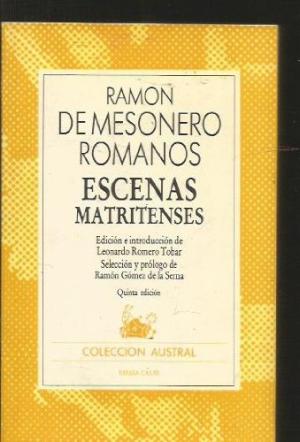 RAMON
DE MESONERO
ROMANOS
ESCENAS
MATRITENSES
Edición e introducción de
Leonardo Romero Tobar
Selección y prólogo de
Ramón Gómez de la Serna
Quinta edición
COLECCION AUSTRAL
ESPASA CALPE